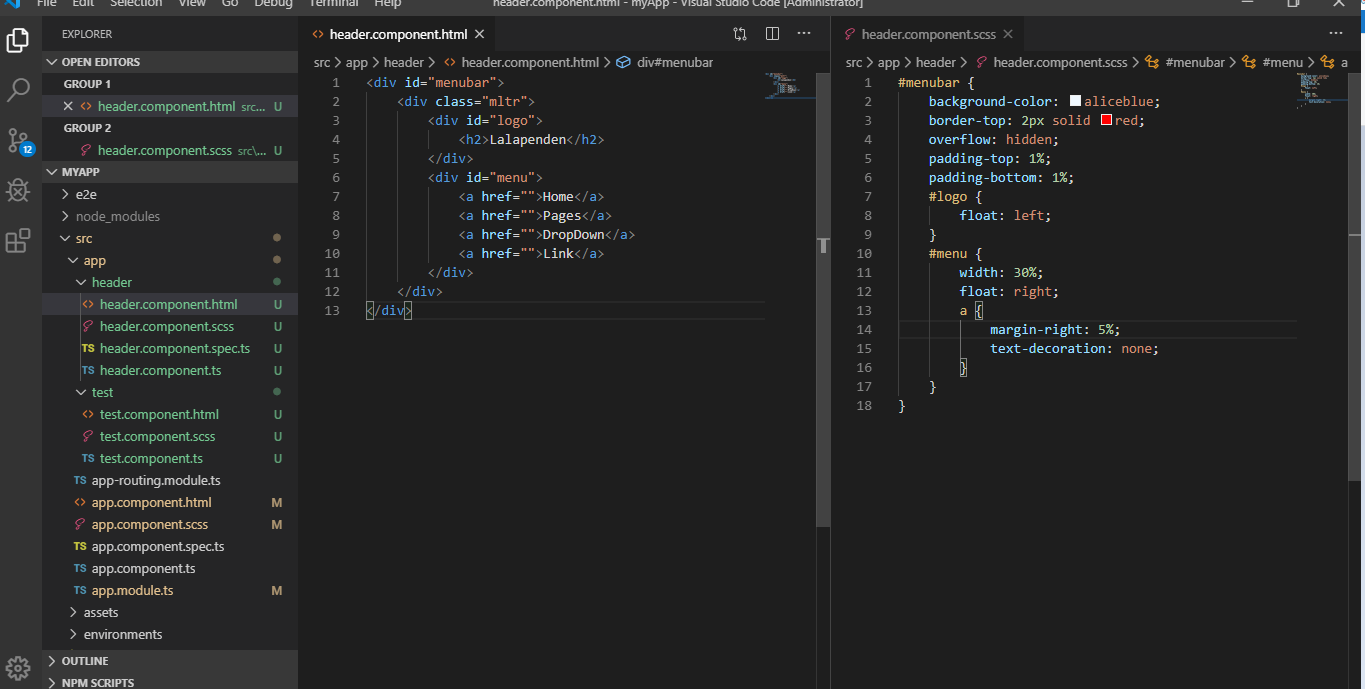 File Edit Selection View Go Debug Terminal Help header.component.html - myApp - Visual Studio Code [Administrator]
EXPLORER
OPEN EDITORS
GROUP 1
header.component.html src... U
GROUP 2
header.component.scss src\... U
12
MYAPP
e2e
node_modules
src
app
header
header.component.html U
header.component.scss U
TS header.component.spec.ts U
TS header.component.ts U
test
test.component.html U
test.component.scss U
TS test.component.ts U
TS app-routing.module.ts
app.component.html M
app.component.scss M
TS app.component.spec.ts
TS app.component.ts
TS app.module.ts M
assets
environments
OUTLINE
NPM SCRIPTS
header.component.html
src > app > header > header.component.html > div#menubar
1 <div id="menubar">
2 <div class="mltr">
3 <div id="logo">
4 <h2>Lalapenden</h2>
5 </div>
6 <div id="menu">
7 <a href="">Home</a>
8 <a href="">Pages</a>
9 <a href="">DropDown</a>
10 <a href="">Link</a>
11 </div>
12 </div>
13 </div>
header.component.scss
src > app > header > header.component.scss > #menubar > #menu > a
1 #menubar {
2 background-color: aliceblue;
3 border-top: 2px solid red;
4 overflow: hidden;
5 padding-top: 1%;
6 padding-bottom: 1%;
7 #logo {
8 float: left;
9 }
10 #menu {
11 width: 30%;
12 float: right;
13 a {
14 margin-right: 5%;
15 text-decoration: none;
16 }
17 }
18 }